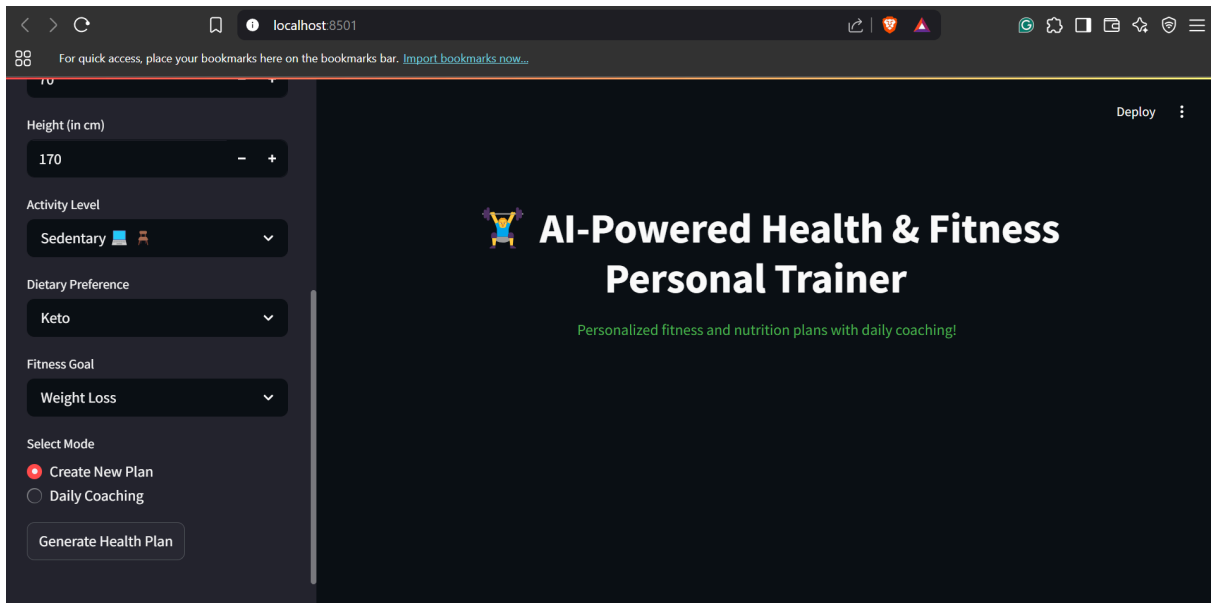 localhost:8501
For quick access, place your bookmarks here on the bookmarks bar. Import bookmarks now...
Deploy
70
Height (in cm)
170
Activity Level
Sedentary 💻 🪑
Dietary Preference
Keto
Fitness Goal
Weight Loss
Select Mode
Create New Plan
Daily Coaching
Generate Health Plan
🏋️‍♂️ AI-Powered Health & Fitness
Personal Trainer
Personalized fitness and nutrition plans with daily coaching!